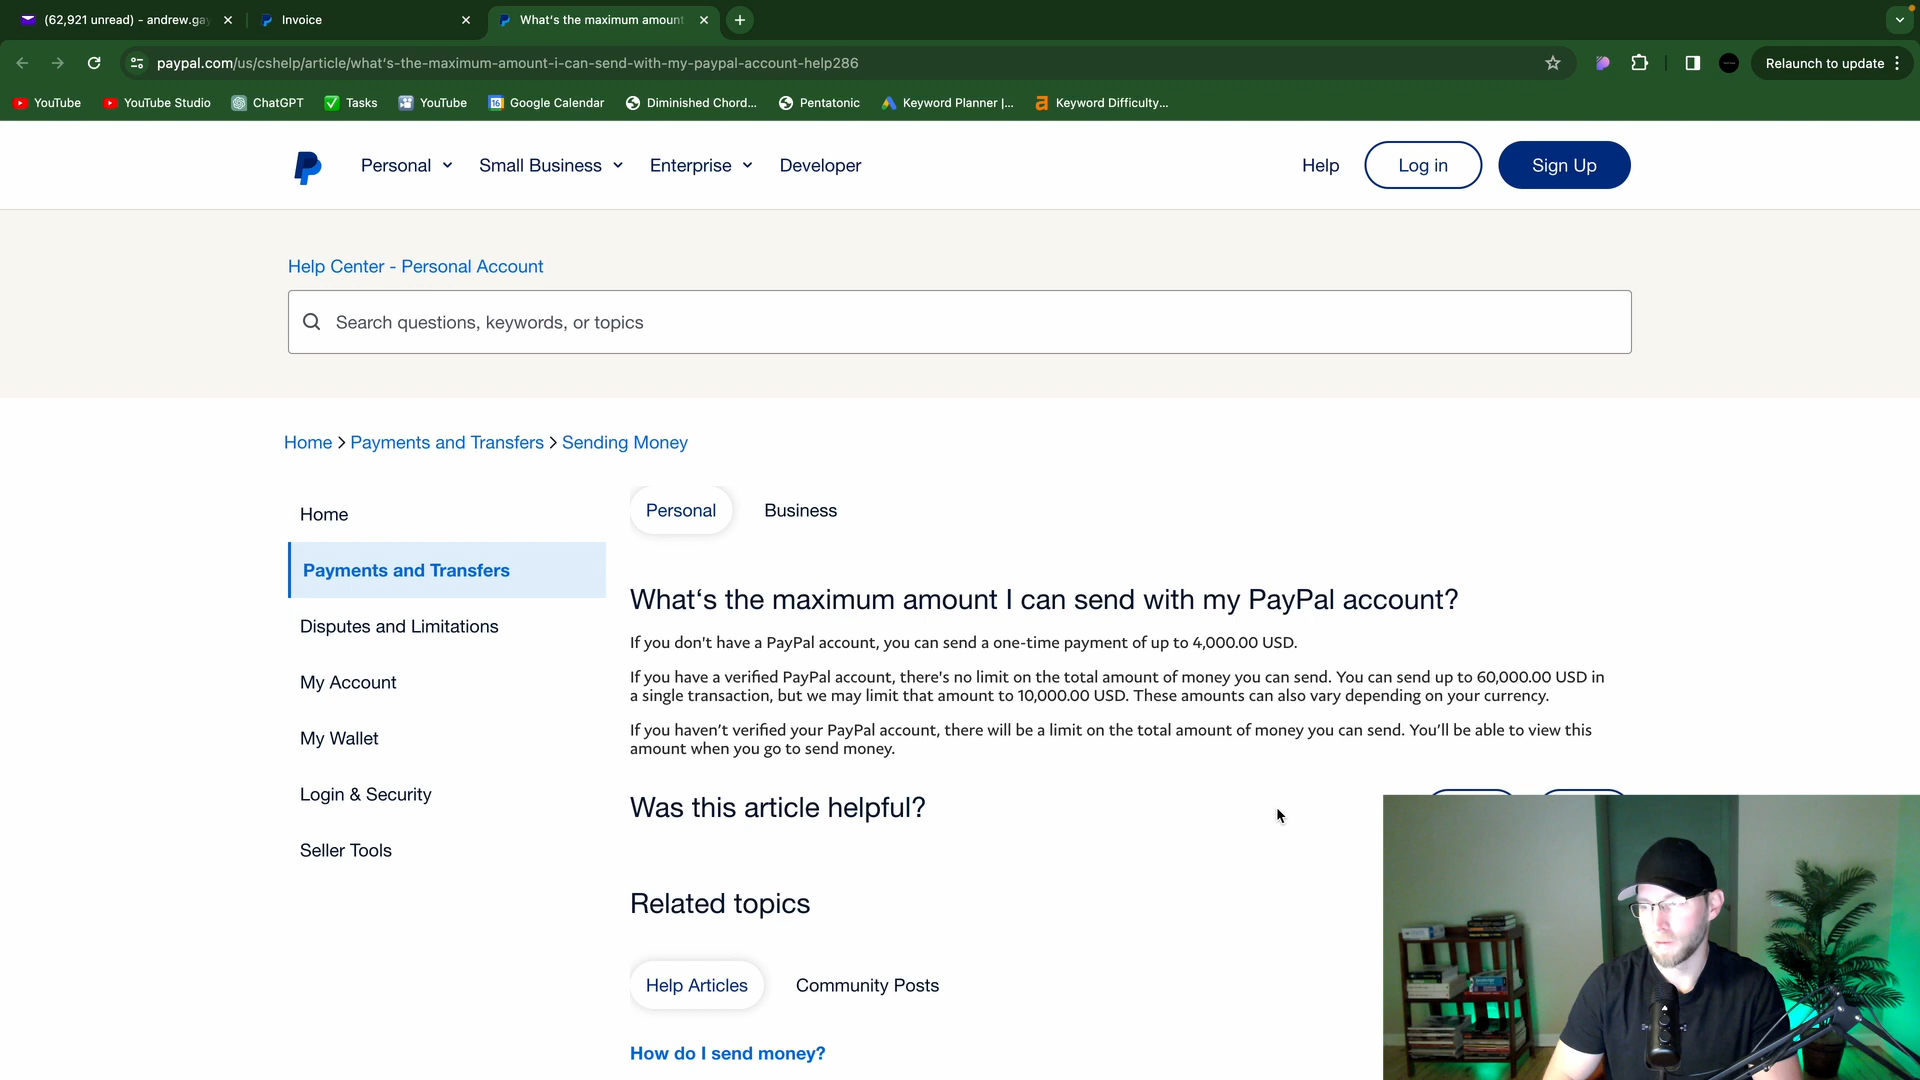 (62,921 unread) - andrew.ga
Invoice
What's the maximum amount
paypal.com/us/cshelp/article/what's-the-maximum-amount-i-can-send-with-my-paypal-account-help286
Relaunch to update
YouTube
YouTube Studio
ChatGPT
Tasks
YouTube
Google Calendar
Diminished Chord...
Pentatonic
Keyword Planner |...
Keyword Difficulty...
Personal
Small Business
Enterprise
Developer
Help
Log in
Sign Up
Help Center - Personal Account
Search questions, keywords, or topics
Home > Payments and Transfers > Sending Money
Home
Payments and Transfers
Disputes and Limitations
My Account
My Wallet
Login & Security
Seller Tools
Personal
Business
What‘s the maximum amount I can send with my PayPal account?
If you don't have a PayPal account, you can send a one-time payment of up to 4,000.00 USD.
If you have a verified PayPal account, there's no limit on the total amount of money you can send. You can send up to 60,000.00 USD in
a single transaction, but we may limit that amount to 10,000.00 USD. These amounts can also vary depending on your currency.
If you haven’t verified your PayPal account, there will be a limit on the total amount of money you can send. You’ll be able to view this
amount when you go to send money.
Was this article helpful?
Related topics
Help Articles
Community Posts
How do I send money?